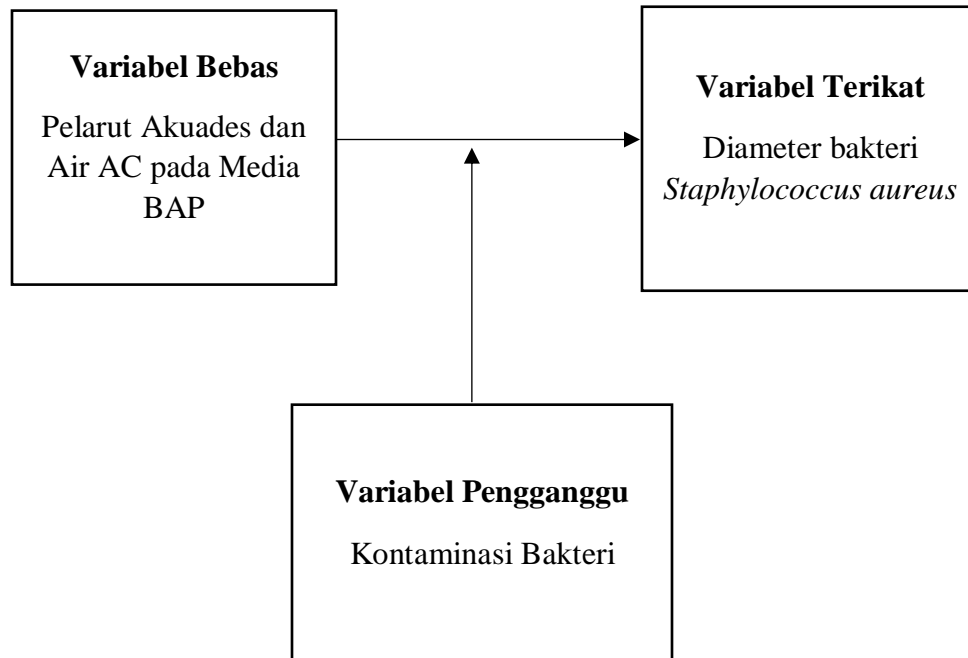 Variabel Bebas
Pelarut Akuades dan
Air AC pada Media
BAP
Variabel Terikat
Diameter bakteri
Staphylococcus aureus
Variabel Pengganggu
Kontaminasi Bakteri